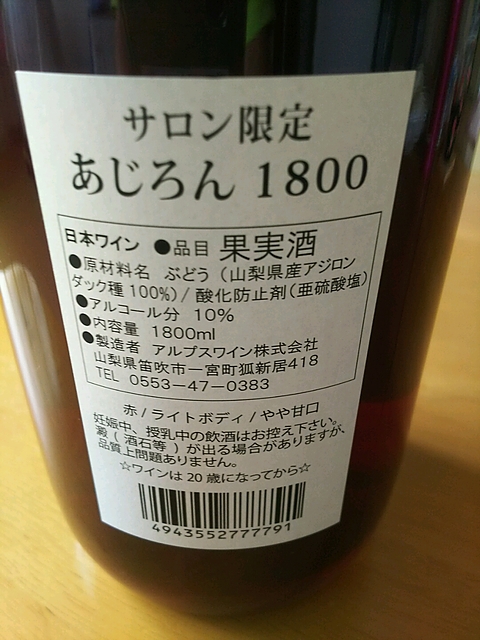 サロン限定
あじろん 1800
日本ワイン ●品目 果実酒
●原材料名 ぶどう（山梨県産アジロン
ダック種 100%）/ 酸化防止剤（亜硫酸塩）
●アルコール分 10%
●内容量 1800ml
●製造者 アルプスワイン株式会社
山梨県笛吹市一宮町狐新居418
TEL 0553－47－0383
赤/ライトボディ/やや甘口
妊娠中、授乳中の飲酒はお控え下さい。
澱（酒石等）が出る場合がありますが、
品質上問題ありません。
☆ワインは 20 歳になってから☆
4943552777791